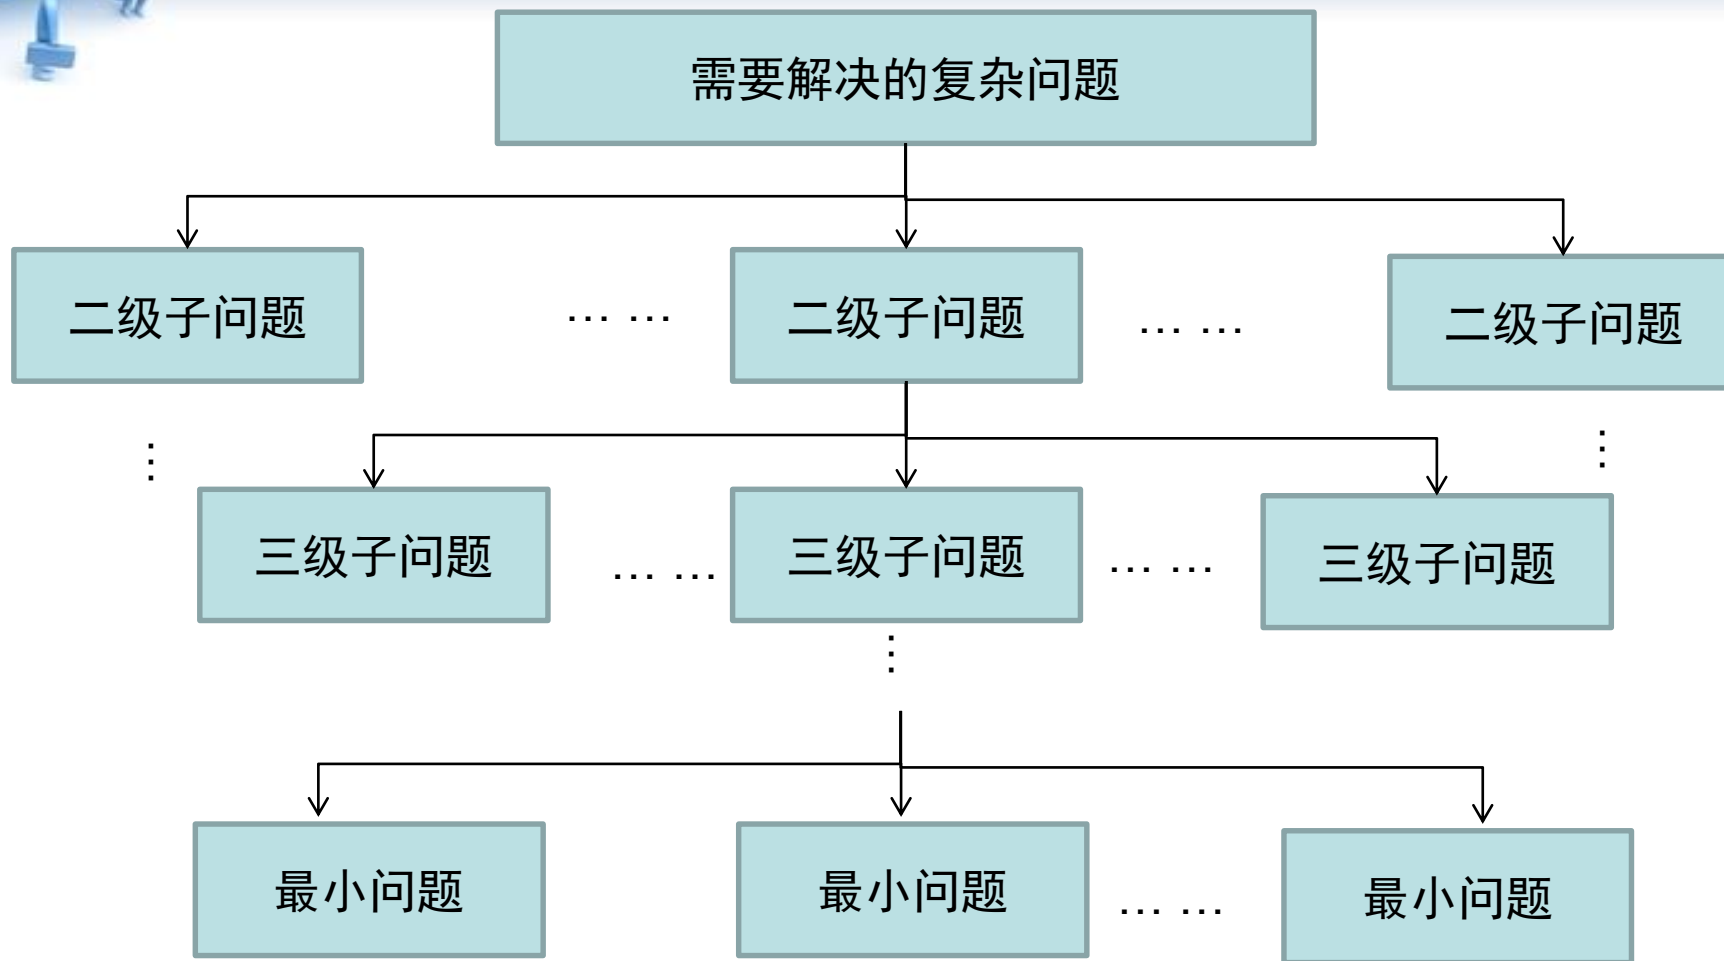 需要解决的复杂问题
二级子问题 … … 二级子问题 … … 二级子问题
⋮ ⋮
三级子问题 … … 三级子问题 … … 三级子问题
⋮
最小问题 最小问题 … … 最小问题